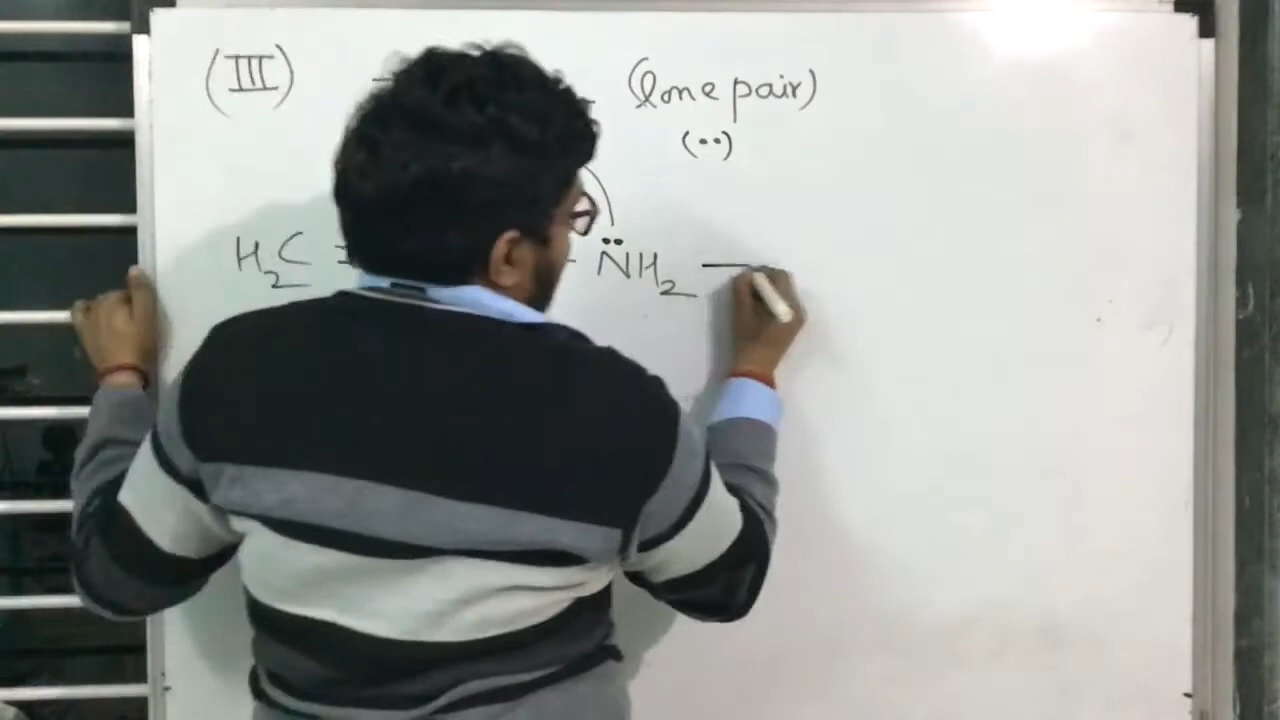 (III) (lone pair)
(••)
H₂C N̈H₂ —